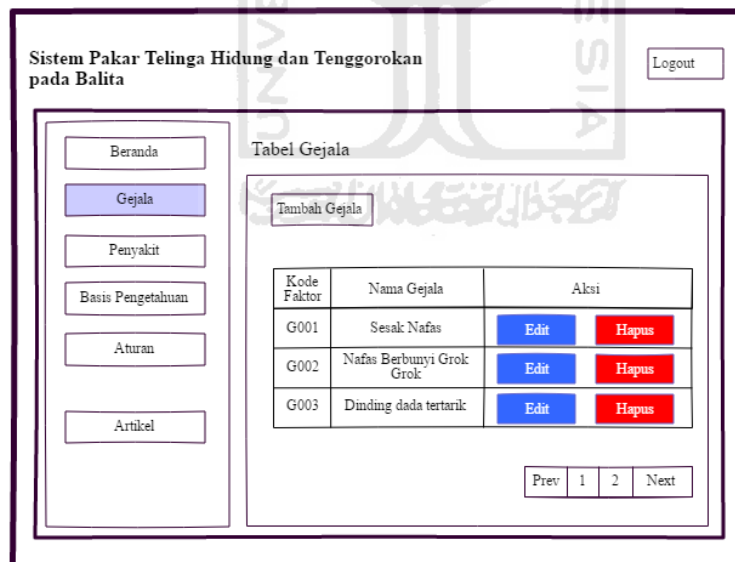 Sistem Pakar Telinga Hidung dan Tenggorokan
pada Balita
Logout
Beranda
Gejala
Penyakit
Basis Pengetahuan
Aturan
Artikel
Tabel Gejala
Tambah Gejala
Kode
Faktor
Nama Gejala
Aksi
G001
Sesak Nafas
Edit
Hapus
G002
Nafas Berbunyi Grok
Grok
Edit
Hapus
G003
Dinding dada tertarik
Edit
Hapus
Prev
1
2
Next